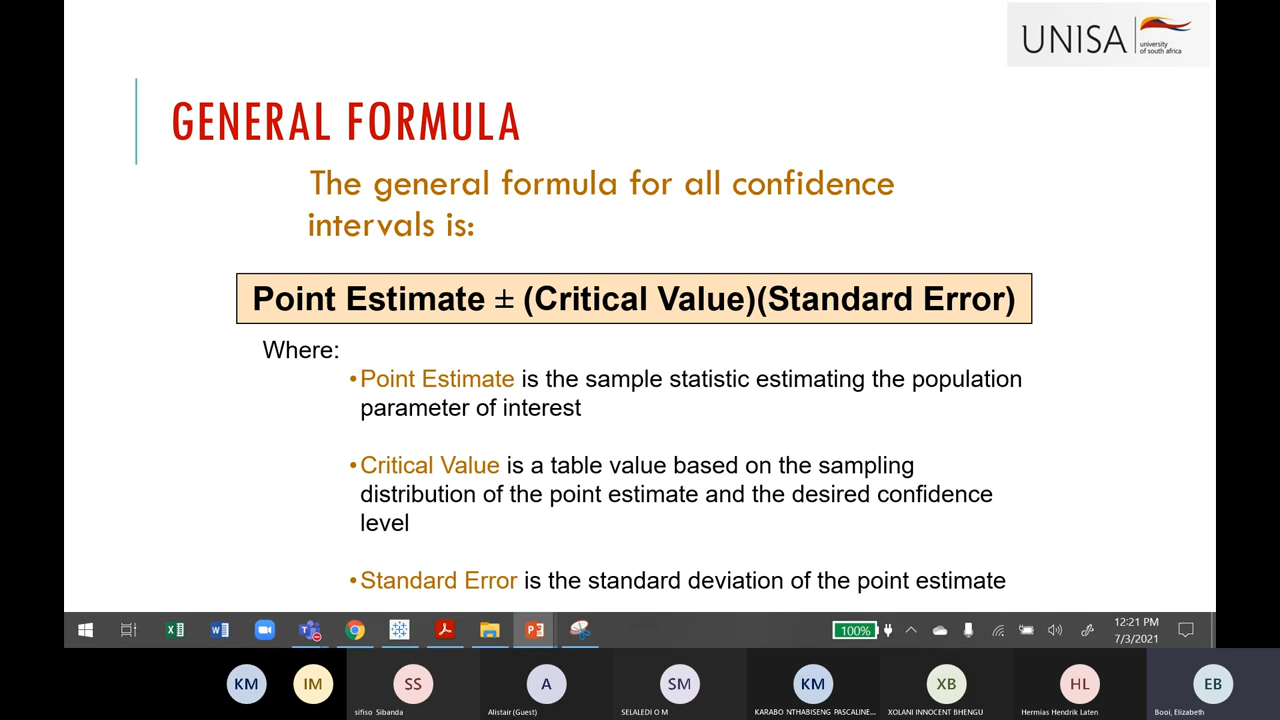 UNISA
university
of south africa
GENERAL FORMULA
The general formula for all confidence
intervals is:
Point Estimate ± (Critical Value)(Standard Error)
Where:
•Point Estimate is the sample statistic estimating the population
parameter of interest
•Critical Value is a table value based on the sampling
distribution of the point estimate and the desired confidence
level
•Standard Error is the standard deviation of the point estimate
100%
12:21 PM
7/3/2021
KM
IM
SS
A
SM
KM
XB
HL
EB
sifiso Sibanda
Alistair (Guest)
SELALEDI O M
KARABO NTHABISENG PASCALINE...
XOLANI INNOCENT BHENGU
Hermias Hendrik Laten
Booi, Elizabeth